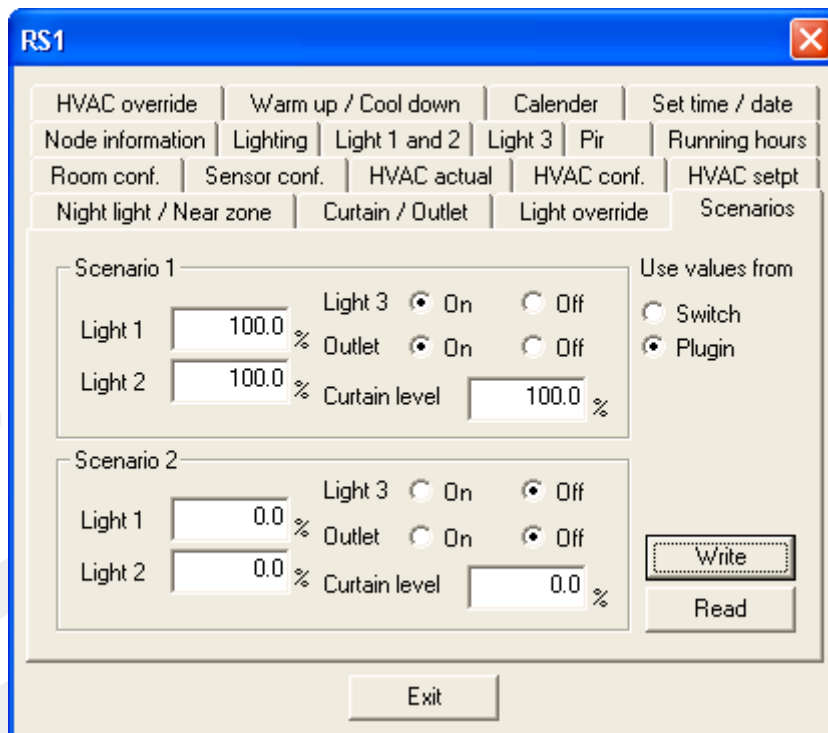 RS1
HVAC override Warm up / Cool down Calender Set time / date
Node information Lighting Light 1 and 2 Light 3 Pir Running hours
Room conf. Sensor conf. HVAC actual HVAC conf. HVAC setpt
Night light / Near zone Curtain / Outlet Light override Scenarios
Scenario 1
Light 3 On Off
Light 1 100.0 %
Outlet On Off
Light 2 100.0 %
Curtain level 100.0 %
Use values from
Switch
Plugin
Scenario 2
Light 3 On Off
Light 1 0.0 %
Outlet On Off
Light 2 0.0 %
Curtain level 0.0 %
Write
Read
Exit